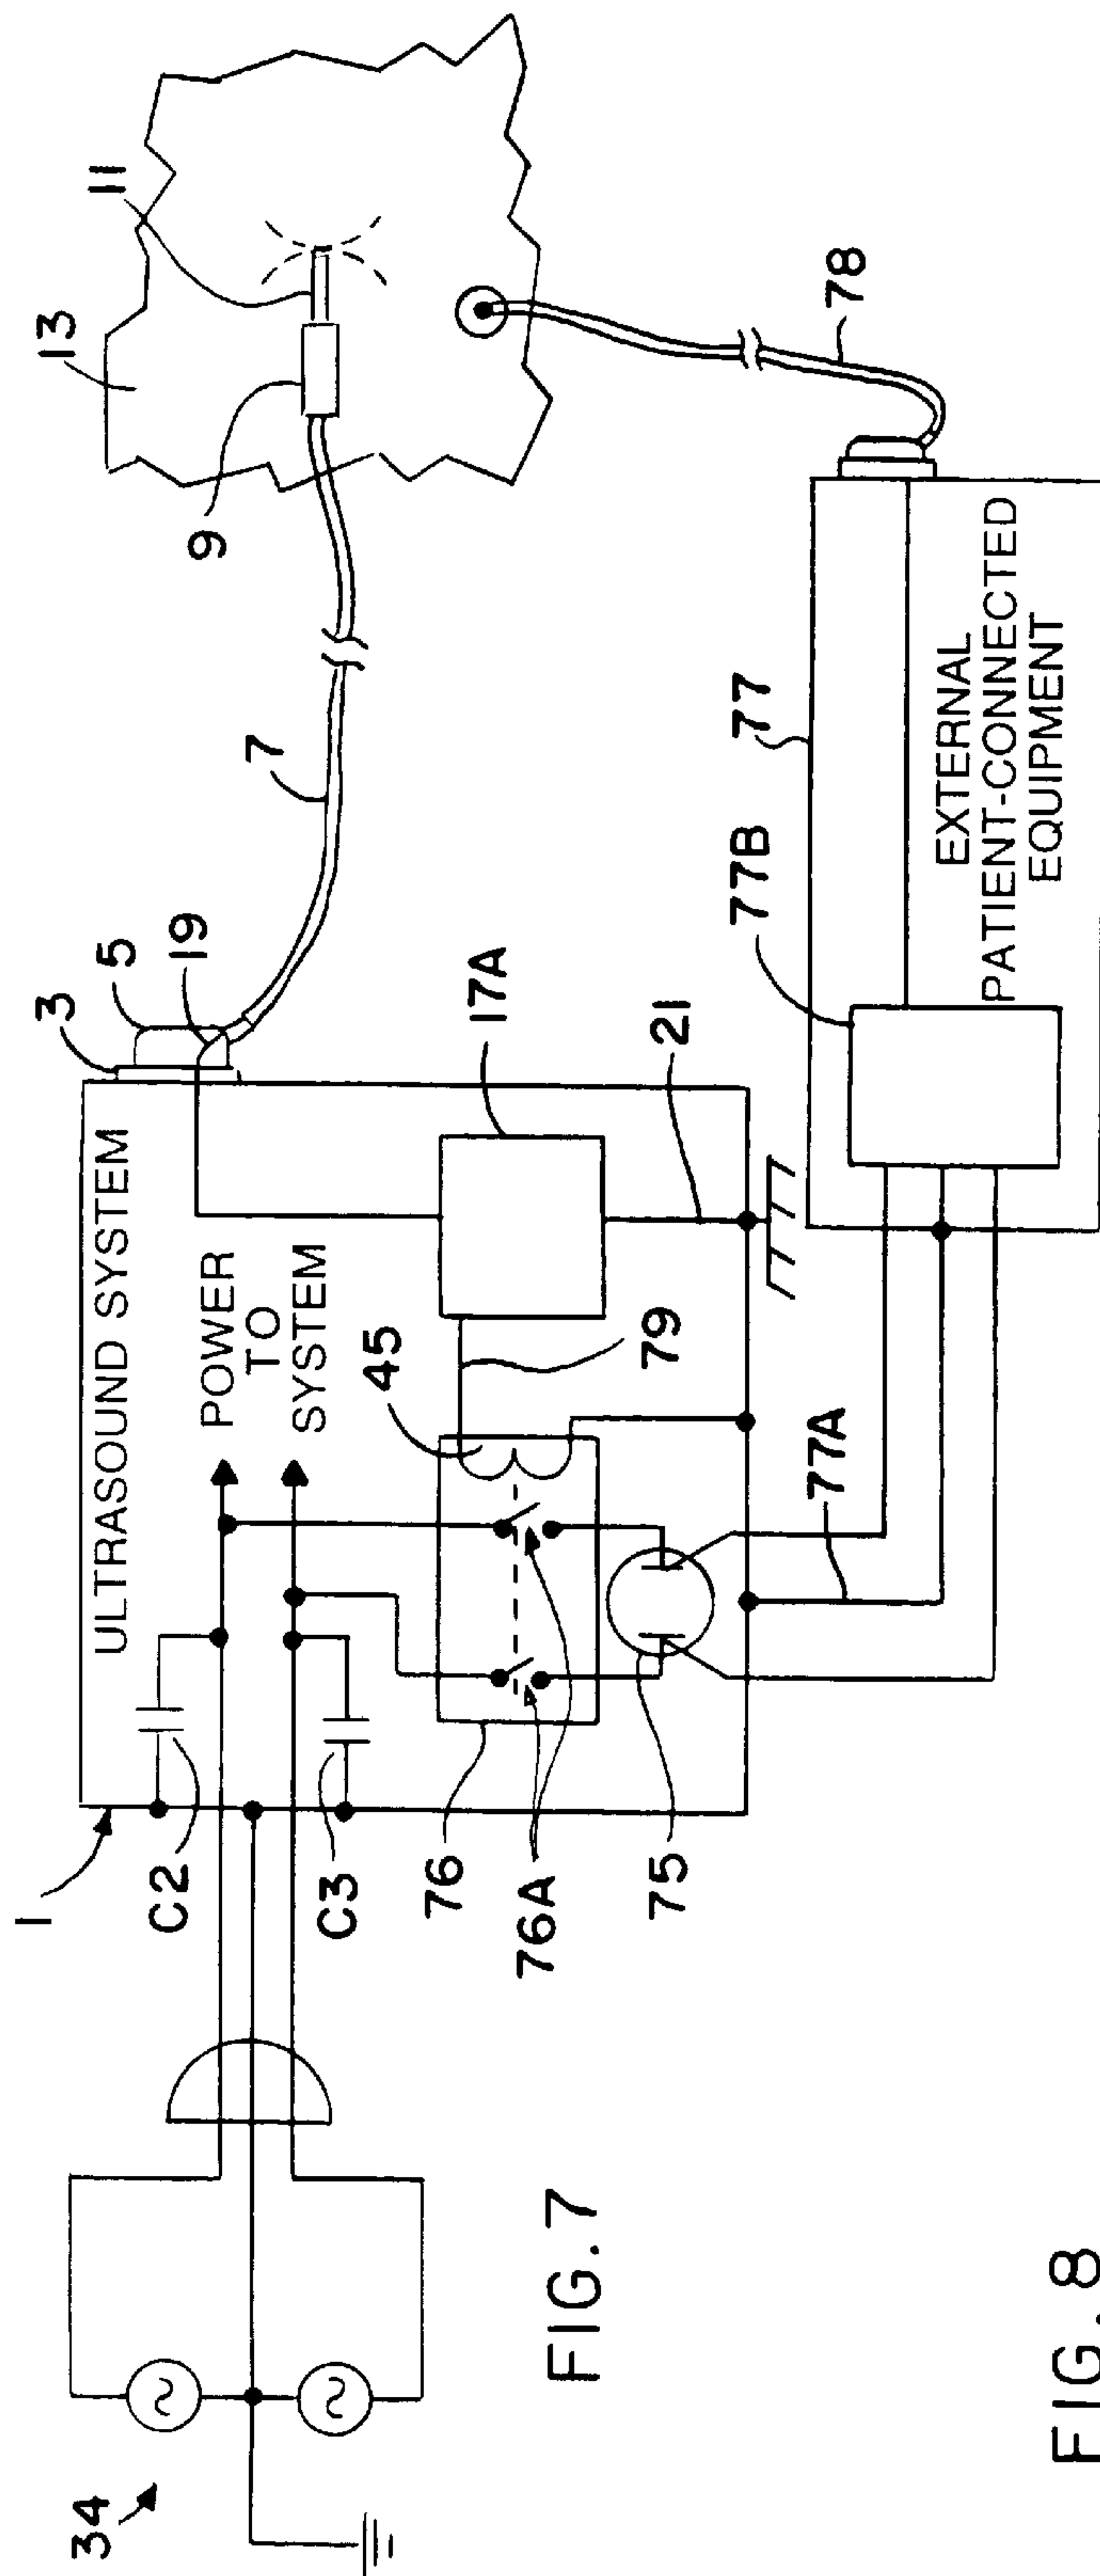 13
11
9
7
3
5
19
ULTRASOUND SYSTEM
POWER
TO
SYSTEM
17A
21
79
45
1
C2
C3
76
76A
75
77A
34
78
77
77B
EXTERNAL
PATIENT-CONNECTED
EQUIPMENT
FIG. 7
FIG. 8